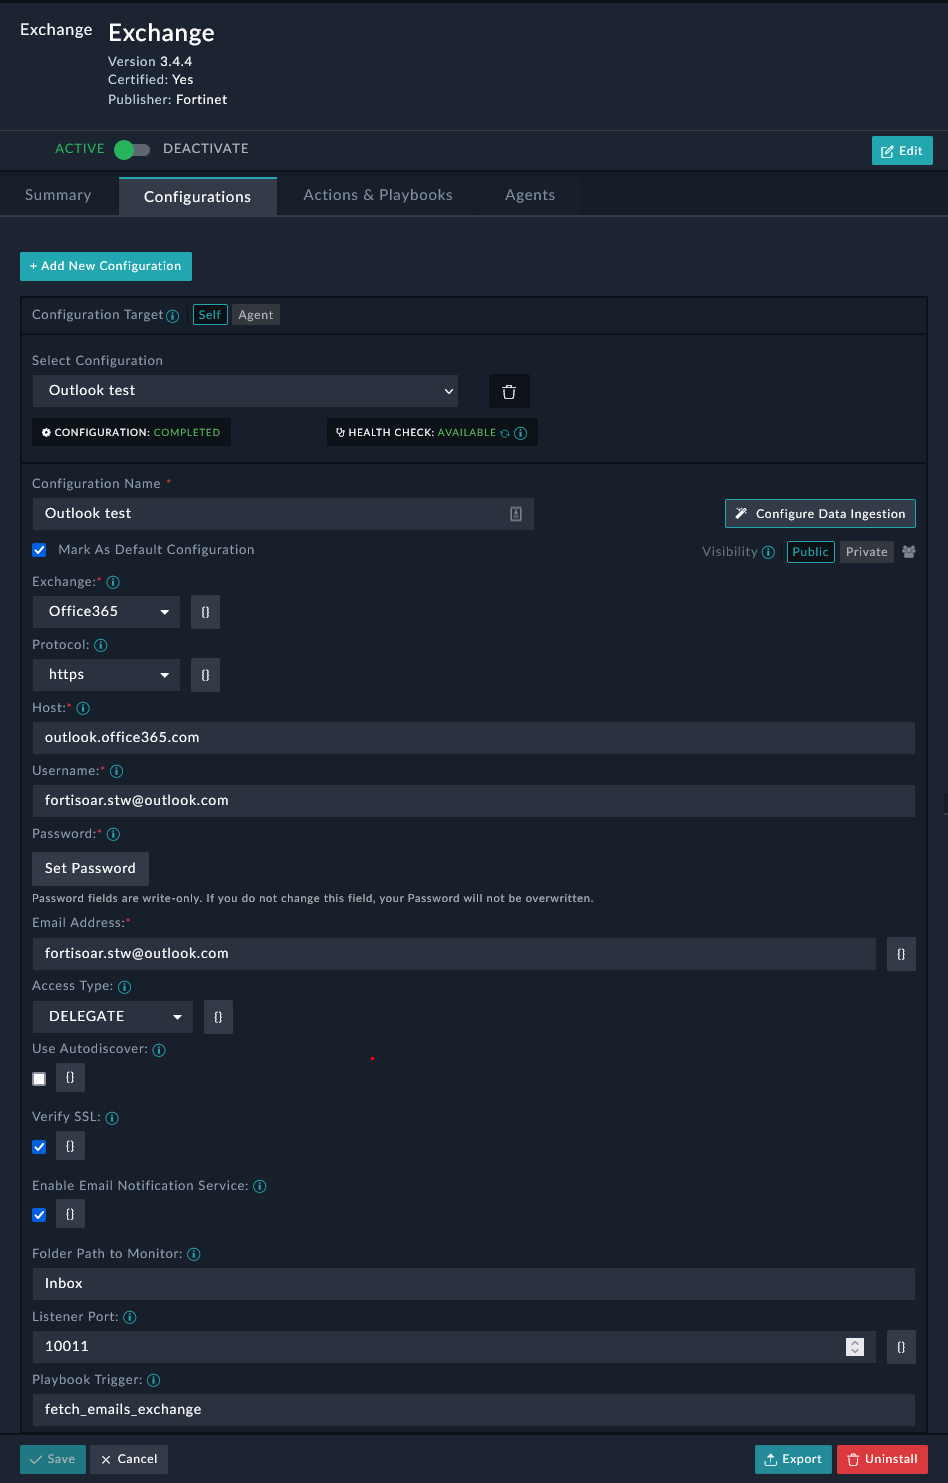 Exchange
Exchange
Version 3.4.4
Certified: Yes
Publisher: Fortinet
ACTIVE DEACTIVATE
Edit
Summary Configurations Actions & Playbooks Agents
+ Add New Configuration
Configuration Target Self Agent
Select Configuration
Outlook test
CONFIGURATION: COMPLETED HEALTH CHECK: AVAILABLE
Configuration Name *
Outlook test
Configure Data Ingestion
Mark As Default Configuration
Visibility Public Private
Exchange:*
Office365 {}
Protocol:
https {}
Host:*
outlook.office365.com
Username:*
fortisoar.stw@outlook.com
Password:*
Set Password
Password fields are write-only. If you do not change this field, your Password will not be overwritten.
Email Address:*
fortisoar.stw@outlook.com {}
Access Type:
DELEGATE {}
Use Autodiscover:
{}
Verify SSL:
{}
Enable Email Notification Service:
{}
Folder Path to Monitor:
Inbox
Listener Port:
10011 {}
Playbook Trigger:
fetch_emails_exchange
Save Cancel Export Uninstall